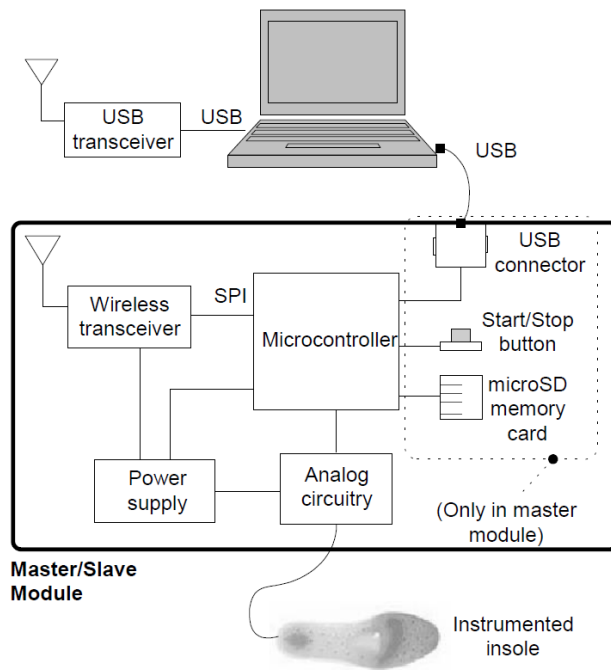 USB
transceiver
USB
USB
USB
connector
Wireless
transceiver
SPI
Microcontroller
Start/Stop
button
microSD
memory
card
Power
supply
Analog
circuitry
(Only in master
module)
Master/Slave
Module
Instrumented
insole